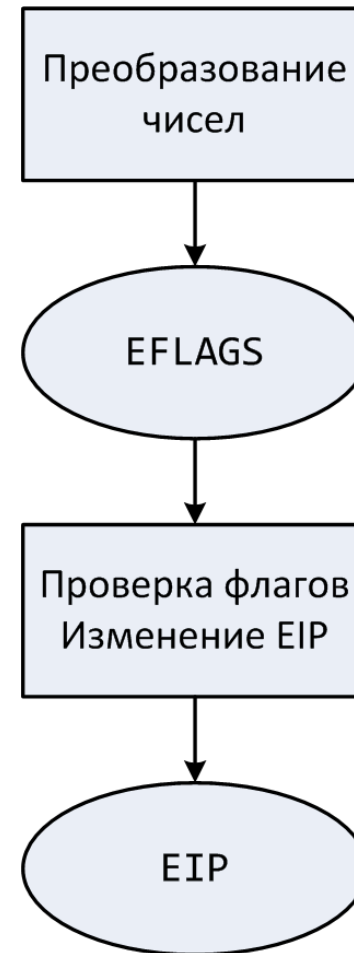 Преобразование
чисел
EFLAGS
Проверка флагов
Изменение EIP
EIP